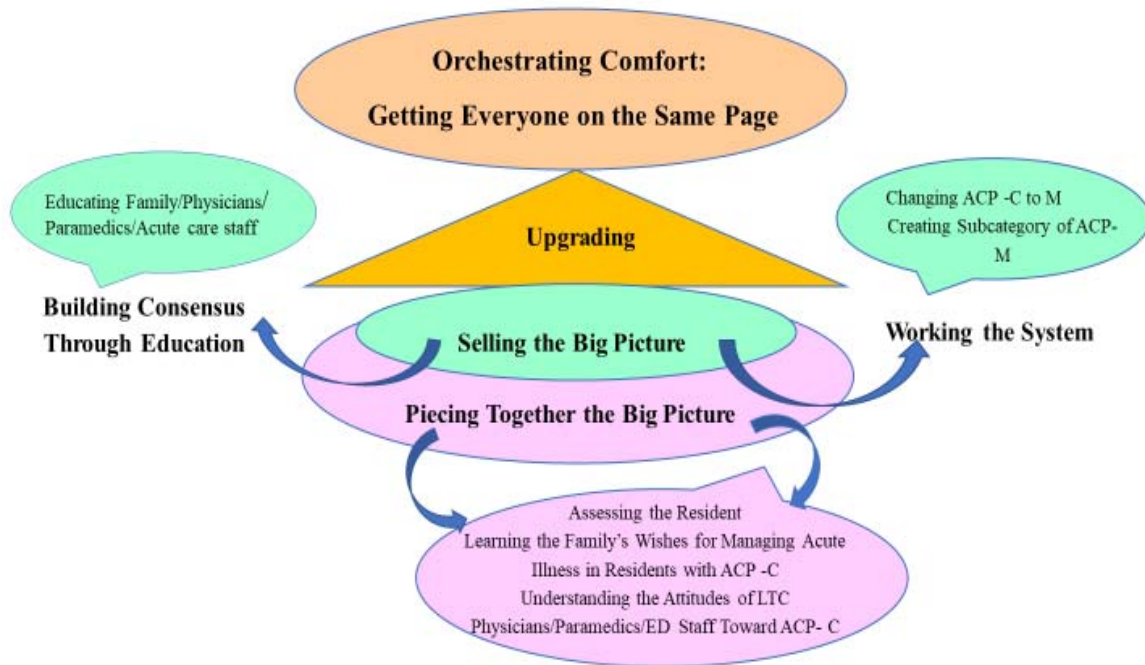 Orchestrating Comfort:
Getting Everyone on the Same Page
Educating Family/Physicians/
Paramedics/Acute care staff
Changing ACP -C to M
Creating Subcategory of ACP-
M
Upgrading
Building Consensus
Through Education
Selling the Big Picture
Working the System
Piecing Together the Big Picture
Assessing the Resident
Learning the Family's Wishes for Managing Acute
Illness in Residents with ACP -C
Understanding the Attitudes of LTC
Physicians/Paramedics/ED Staff Toward ACP- C